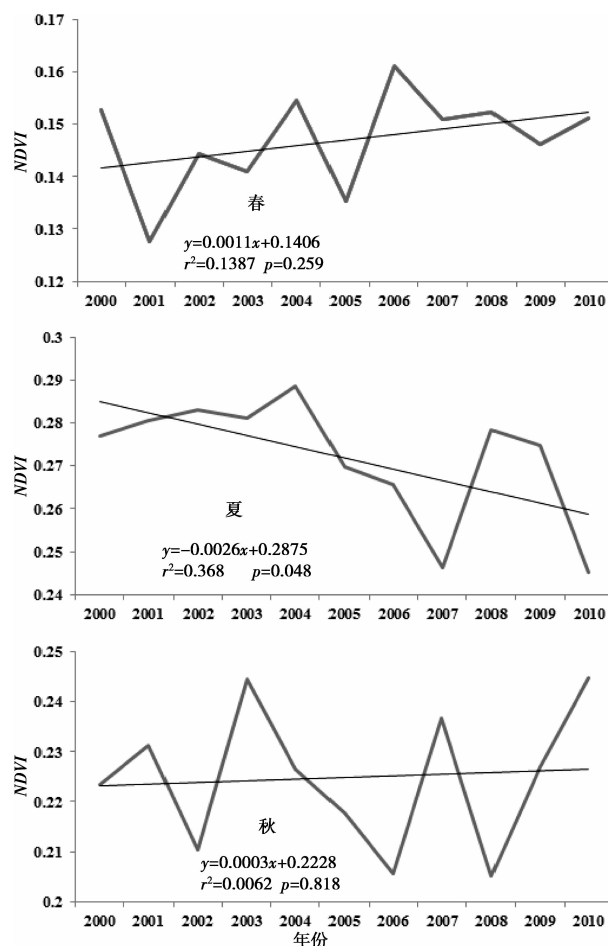 0.17
0.16
0.15
0.14
0.13
0.12
NDVI
春
y=0.0011x+0.1406
r²=0.1387 p=0.259
2000 2001 2002 2003 2004 2005 2006 2007 2008 2009 2010
0.3
0.29
0.28
0.27
0.26
0.25
0.24
NDVI
夏
y=−0.0026x+0.2875
r²=0.368 p=0.048
2000 2001 2002 2003 2004 2005 2006 2007 2008 2009 2010
0.25
0.24
0.23
0.22
0.21
0.2
NDVI
秋
y=0.0003x+0.2228
r²=0.0062 p=0.818
2000 2001 2002 2003 2004 2005 2006 2007 2008 2009 2010
年份